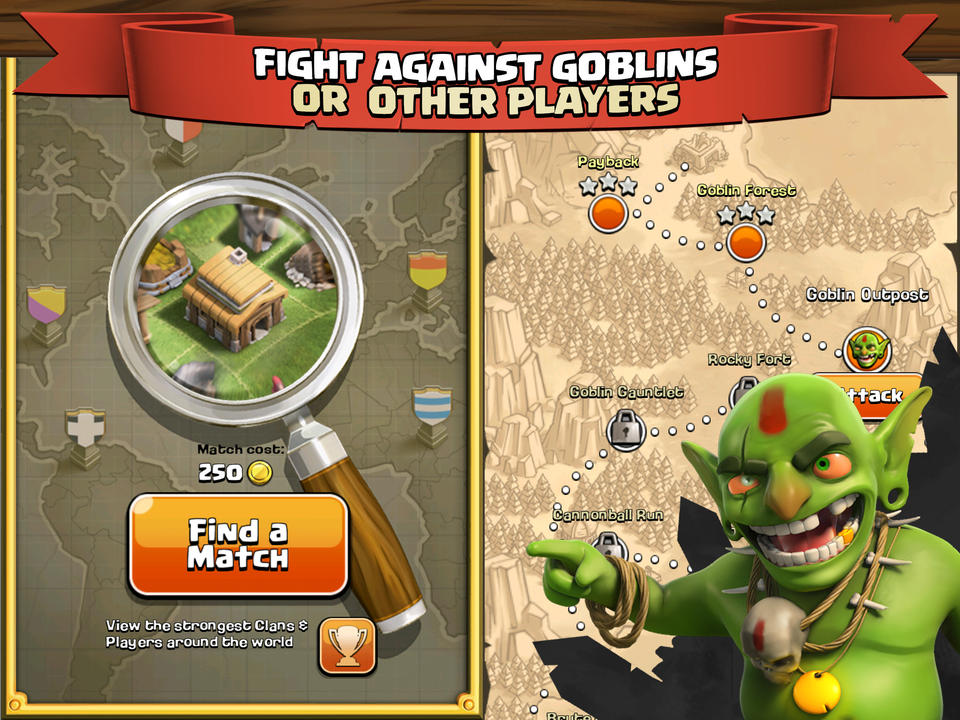 FIGHT AGAINST GOBLINS
OR OTHER PLAYERS
Match cost:
250
Find a
Match
View the strongest Clans &
Players around the world
Payback
Goblin Forest
Goblin Outpost
Attack
Rocky Fort
Goblin Gauntlet
Cannonball Run